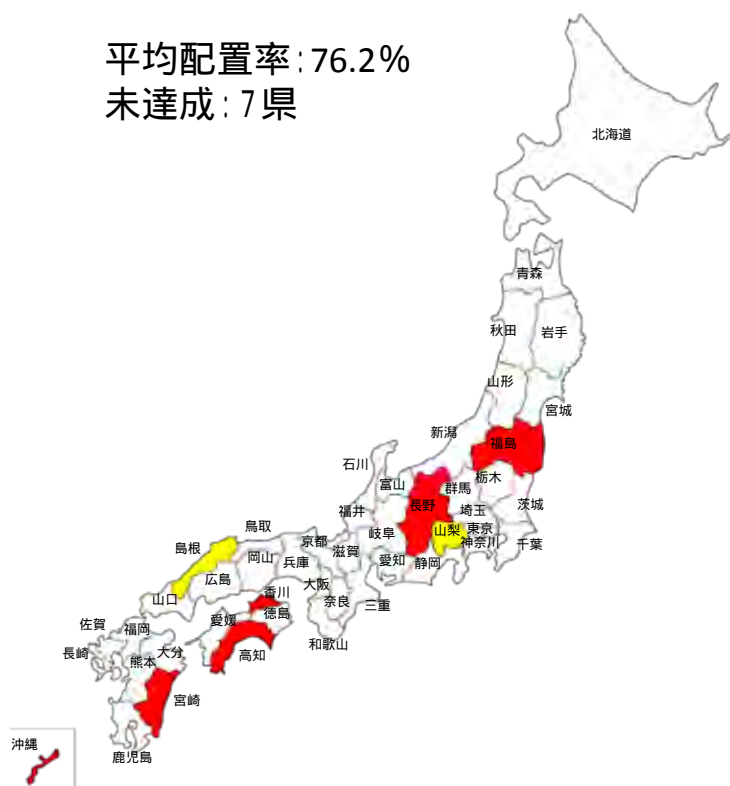 平均配置率：76.2％
未達成：7県
北海道
青森
秋田
岩手
山形
宮城
新潟
福島
石川
富山
群馬
栃木
長野
茨城
福井
埼玉
岐阜
山梨
東京
神奈川
千葉
鳥取
京都
滋賀
愛知
静岡
島根
岡山
兵庫
広島
大阪
奈良
三重
山口
香川
徳島
愛媛
和歌山
高知
佐賀
福岡
長崎
熊本
大分
宮崎
鹿児島
沖縄